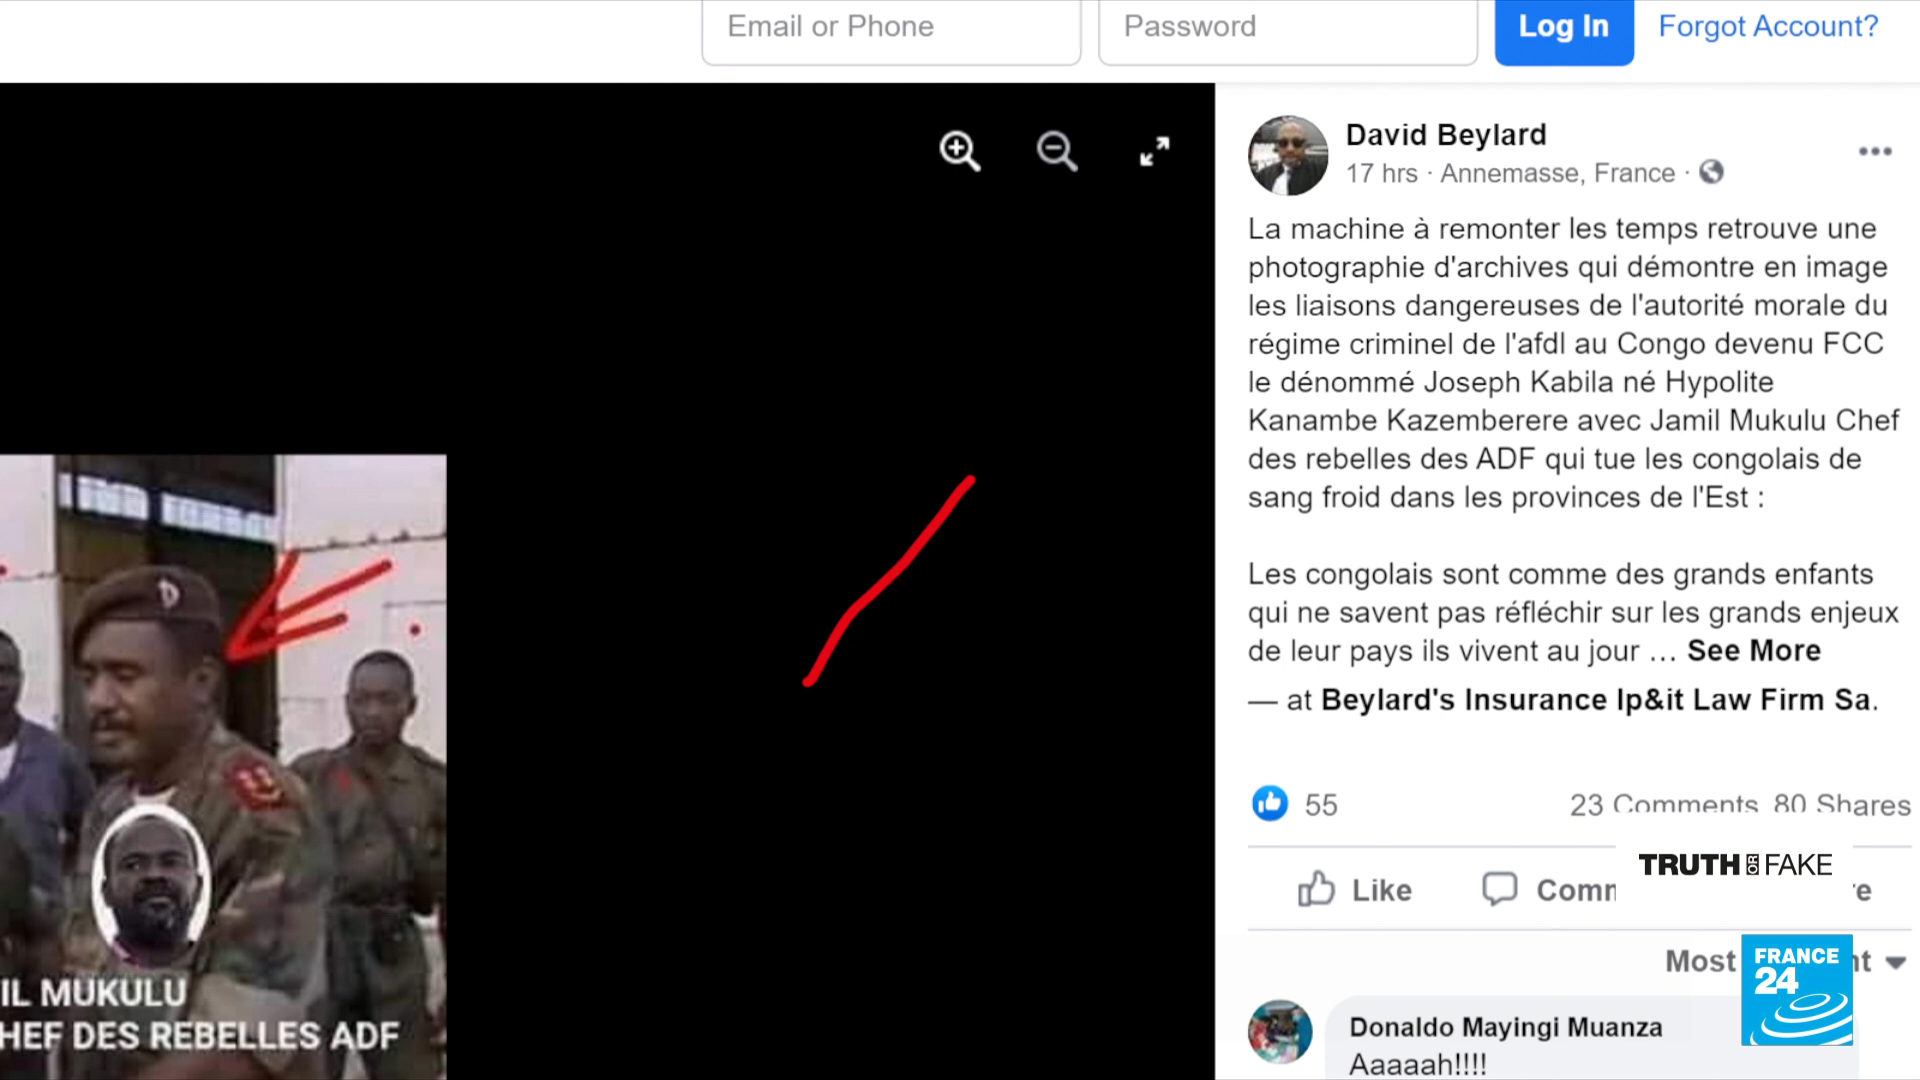 Email or Phone
Password
Log In
Forgot Account?
David Beylard
17 hrs · Annemasse, France ·
La machine à remonter les temps retrouve une
photographie d'archives qui démontre en image
les liaisons dangereuses de l'autorité morale du
régime criminel de l'afdl au Congo devenu FCC
le dénommé Joseph Kabila né Hypolite
Kanambe Kazemberere avec Jamil Mukulu Chef
des rebelles des ADF qui tue les congolais de
sang froid dans les provinces de l'Est :
Les congolais sont comme des grands enfants
qui ne savent pas réfléchir sur les grands enjeux
de leur pays ils vivent au jour … See More
— at Beylard's Insurance Ip&it Law Firm Sa.
55
23 Comments 80 Shares
TRUTH OR FAKE
Like
Most
FRANCE
24
Donaldo Mayingi Muanza
Aaaaah!!!!
IL MUKULU
HEF DES REBELLES ADF